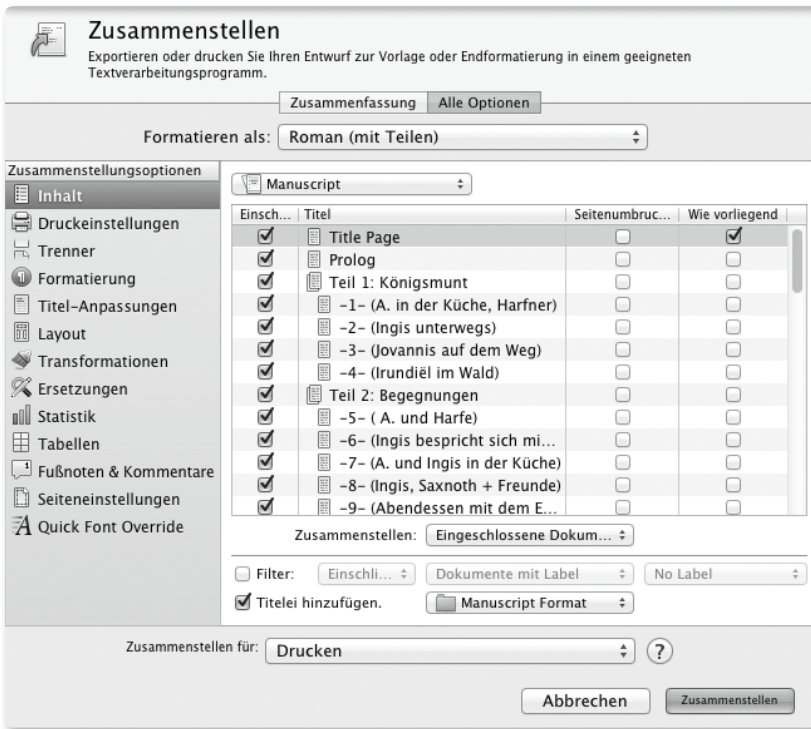 Zusammenstellen
Exportieren oder drucken Sie Ihren Entwurf zur Vorlage oder Endformatierung in einem geeigneten
Textverarbeitungsprogramm.
Zusammenfassung Alle Optionen
Formatieren als: Roman (mit Teilen)
Zusammenstellungsoptionen
Inhalt
Druckeinstellungen
Trenner
Formatierung
Titel-Anpassungen
Layout
Transformationen
Ersetzungen
Statistik
Tabellen
Fußnoten & Kommentare
Seiteneinstellungen
Quick Font Override
Manuscript
Einsch... Titel Seitenumbruc... Wie vorliegend
Title Page
Prolog
Teil 1: Königsmunt
-1- (A. in der Küche, Harfner)
-2- (Ingis unterwegs)
-3- (Jovannis auf dem Weg)
-4- (Irundiël im Wald)
Teil 2: Begegnungen
-5- ( A. und Harfe)
-6- (Ingis bespricht sich mi...
-7- (A. und Ingis in der Küche)
-8- (Ingis, Saxnoth + Freunde)
-9- (Abendessen mit dem E...
Zusammenstellen: Eingeschlossene Dokum...
Filter: Einschli... Dokumente mit Label No Label
Titelei hinzufügen. Manuscript Format
Zusammenstellen für: Drucken ?
Abbrechen Zusammenstellen